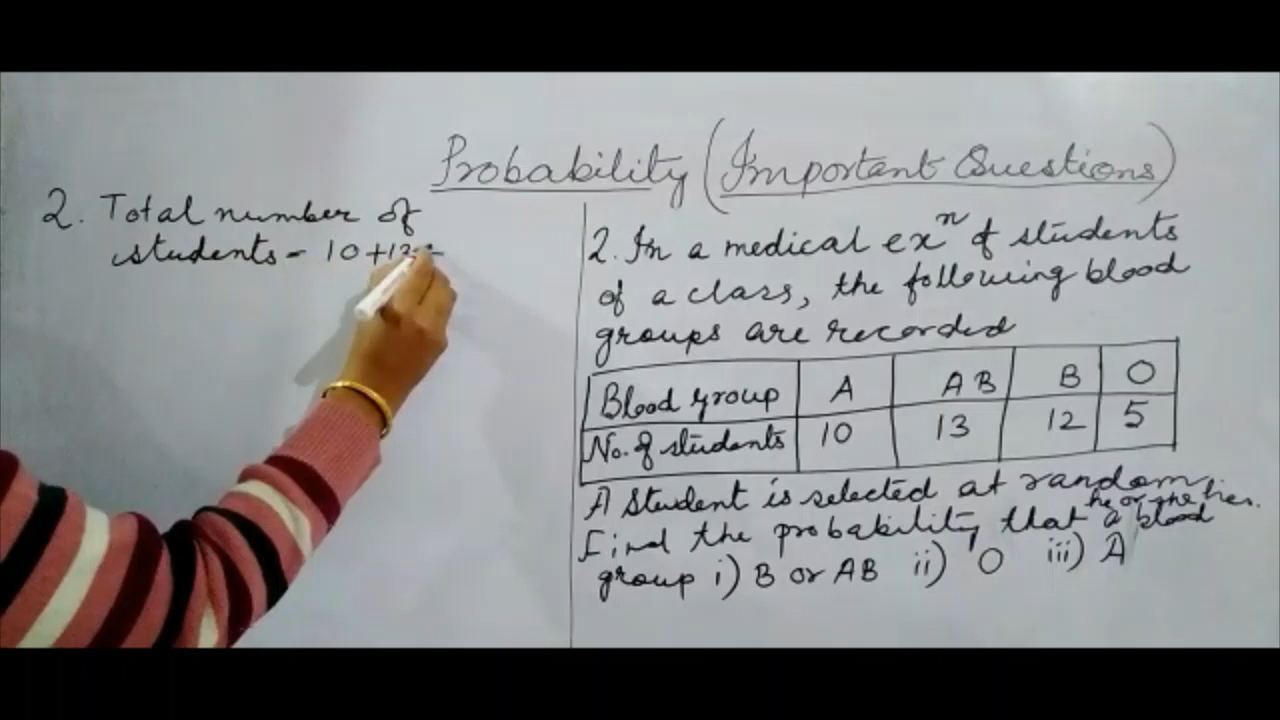 Probability (Important Questions)
2. Total number of
students = 10+13+
2. In a medical exⁿ of students
of a class, the following blood
groups are recorded
Blood group A AB B O
No. of students 10 13 12 5
A student is selected at random.
he or she has
Find the probability that a blood
group i) B or AB ii) O iii) A